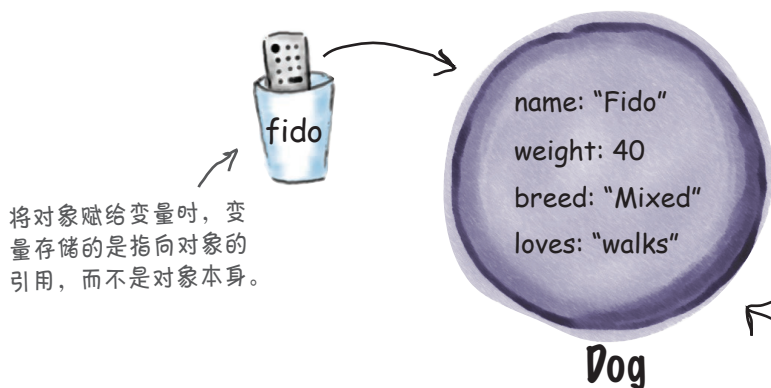 fido
name: “Fido”
weight: 40
breed: “Mixed”
loves: “walks”
将对象赋给变量时，变
量存储的是指向对象的
引用，而不是对象本身。
Dog